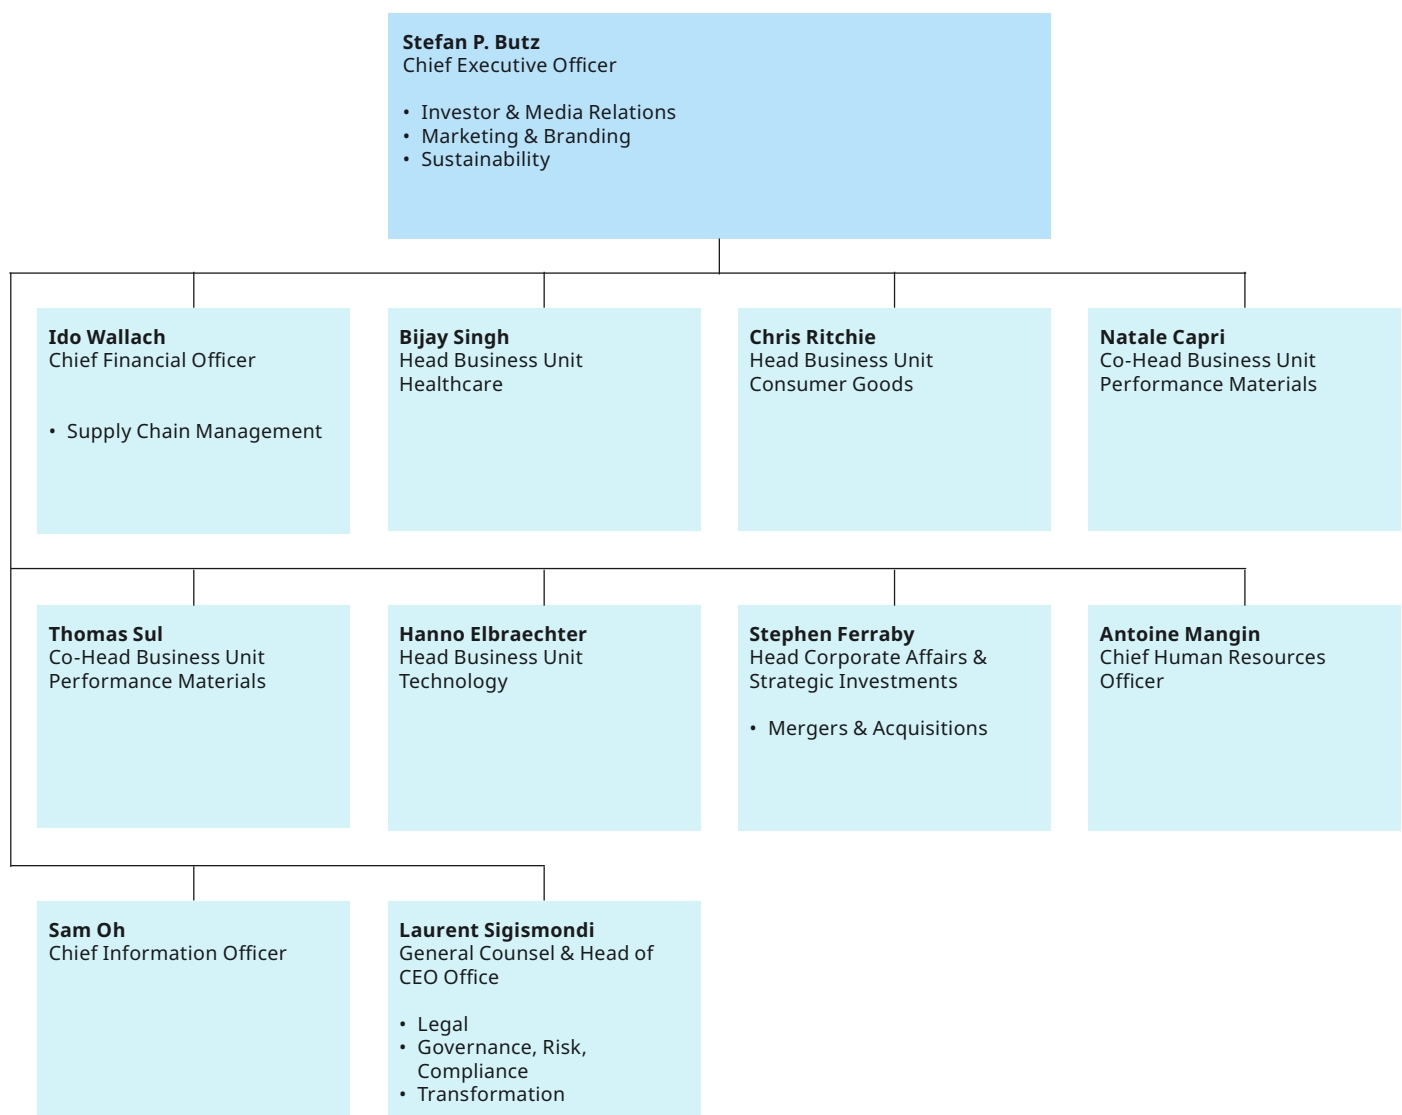 Stefan P. Butz
Chief Executive Officer
• Investor & Media Relations
• Marketing & Branding
• Sustainability
Ido Wallach
Chief Financial Officer
• Supply Chain Management
Bijay Singh
Head Business Unit
Healthcare
Chris Ritchie
Head Business Unit
Consumer Goods
Natale Capri
Co-Head Business Unit
Performance Materials
Thomas Sul
Co-Head Business Unit
Performance Materials
Hanno Elbraechter
Head Business Unit
Technology
Stephen Ferraby
Head Corporate Affairs &
Strategic Investments
• Mergers & Acquisitions
Antoine Mangin
Chief Human Resources
Officer
Sam Oh
Chief Information Officer
Laurent Sigismondi
General Counsel & Head of
CEO Office
• Legal
• Governance, Risk,
Compliance
• Transformation